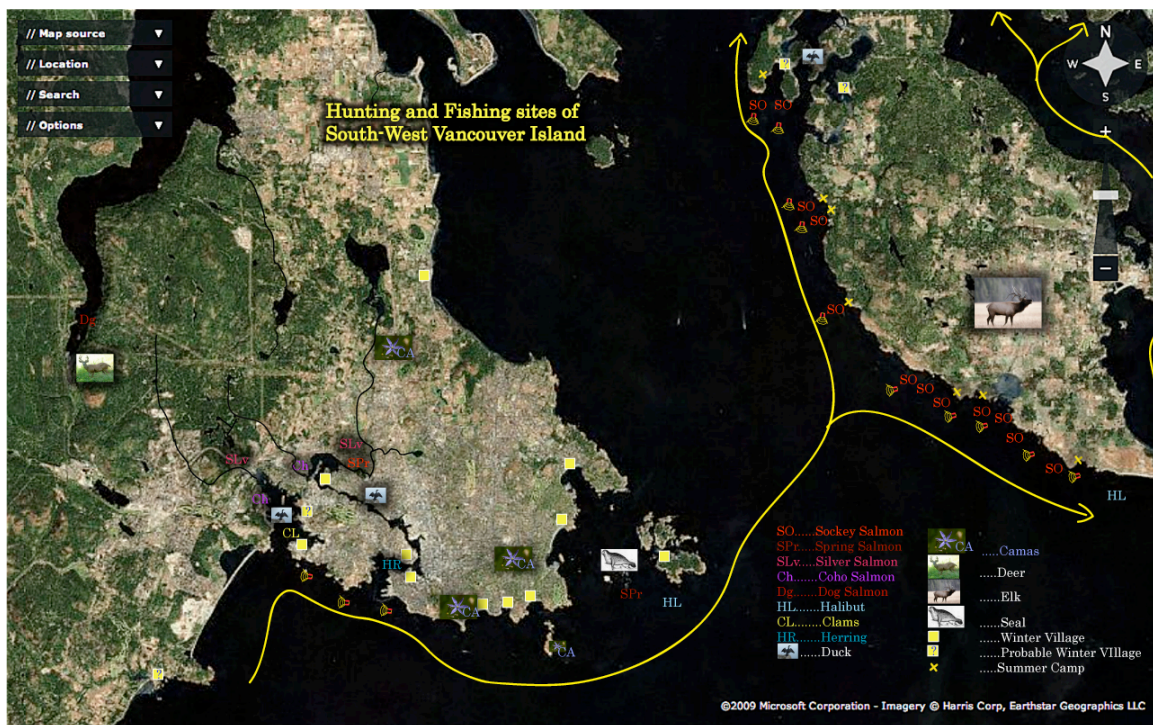 // Map source ▼
// Location ▼
// Search ▼
// Options ▼
Hunting and Fishing sites of
South-West Vancouver Island
N
W E
S
+
−
?
?
SO SO
SO
SO
SO
SO
SO
SO
SO
SO
SO
SO
HL
Dg
CA
SLv
SPr
SLv
Ch
Ch
?
CL
HR
CA
CA
CA
SPr
HL
?
SO......Sockey Salmon
SPr....Spring Salmon
SLv.....Silver Salmon
Ch.......Coho Salmon
Dg.......Dog Salmon
HL.......Halibut
CL........Clams
HR.......Herring
......Duck
CA .....Camas
.....Deer
......Elk
......Seal
......Winter Village
? ......Probable Winter VIllage
......Summer Camp
©2009 Microsoft Corporation - Imagery © Harris Corp, Earthstar Geographics LLC